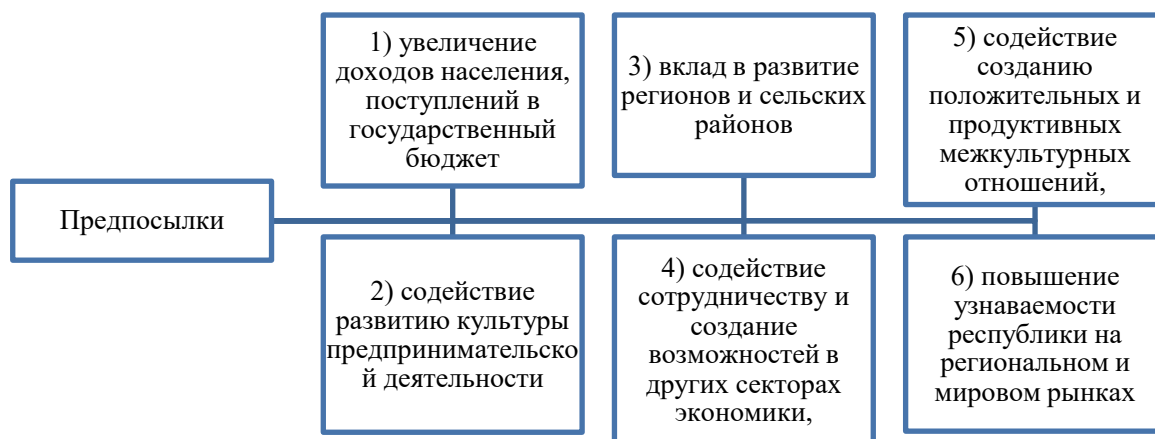 Предпосылки
1) увеличение
доходов населения,
поступлений в
государственный
бюджет
2) содействие
развитию культуры
предпринимательско
й деятельности
3) вклад в развитие
регионов и сельских
районов
4) содействие
сотрудничеству и
создание
возможностей в
других секторах
экономики,
5) содействие
созданию
положительных и
продуктивных
межкультурных
отношений,
6) повышение
узнаваемости
республики на
региональном и
мировом рынках